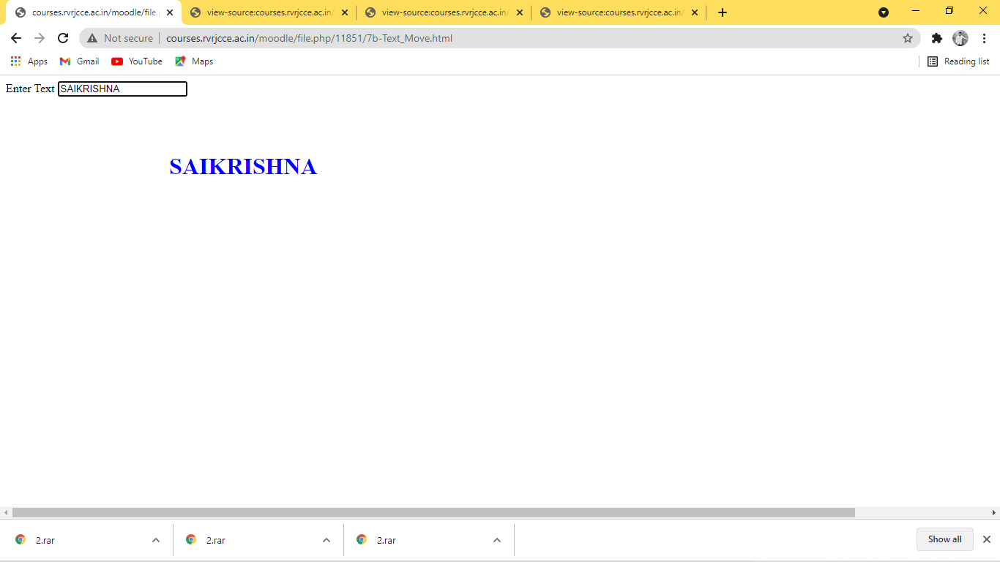 courses.rvrjcce.ac.in/moodle/file.p
view-source:courses.rvrjcce.ac.in/
view-source:courses.rvrjcce.ac.in/
view-source:courses.rvrjcce.ac.in/
Not secure courses.rvrjcce.ac.in/moodle/file.php/11851/7b-Text_Move.html
Apps Gmail YouTube Maps Reading list
Enter Text SAIKRISHNA
SAIKRISHNA
2.rar 2.rar 2.rar Show all